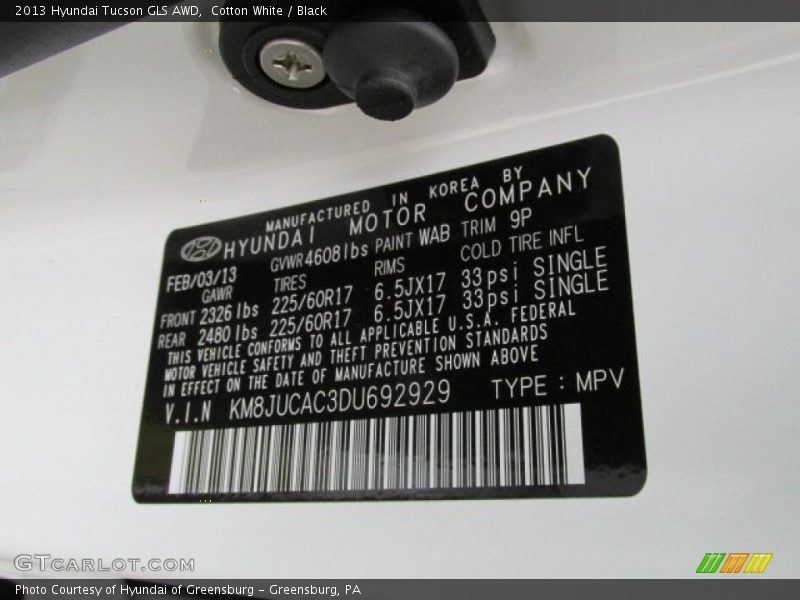 2013 Hyundai Tucson GLS AWD, Cotton White / Black
MANUFACTURED IN KOREA BY
HYUNDAI MOTOR COMPANY
FEB/03/13 GVWR 4608lbs PAINT WAB TRIM 9P
GAWR TIRES RIMS COLD TIRE INFL
FRONT 2326 lbs 225/60R17 6.5JX17 33psi SINGLE
REAR 2480 lbs 225/60R17 6.5JX17 33psi SINGLE
THIS VEHICLE CONFORMS TO ALL APPLICABLE U.S.A. FEDERAL
MOTOR VEHICLE SAFETY AND THEFT PREVENTION STANDARDS
IN EFFECT ON THE DATE OF MANUFACTURE SHOWN ABOVE
V.I.N KM8JUCAC3DU692929 TYPE : MPV
GTCARLOT.COM
Photo Courtesy of Hyundai of Greensburg - Greensburg, PA